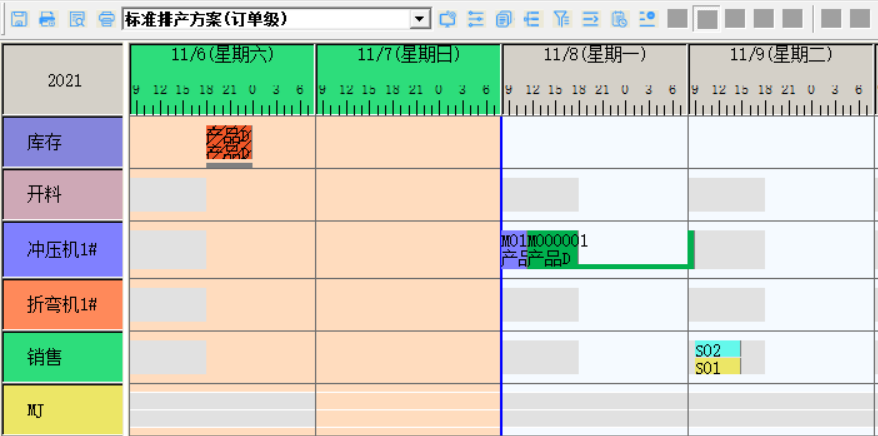 标准排产方案(订单级)
2021
11/6(星期六)
11/7(星期日)
11/8(星期一)
11/9(星期二)
9 12 15 18 21 0 3 6
9 12 15 18 21 0 3 6
9 12 15 18 21 0 3 6
9 12 15 18 21 0 3 6
库存
产品D
产品D
开料
冲压机1#
M01M000001
产品产品D
折弯机1#
销售
SO2
SO1
MJ